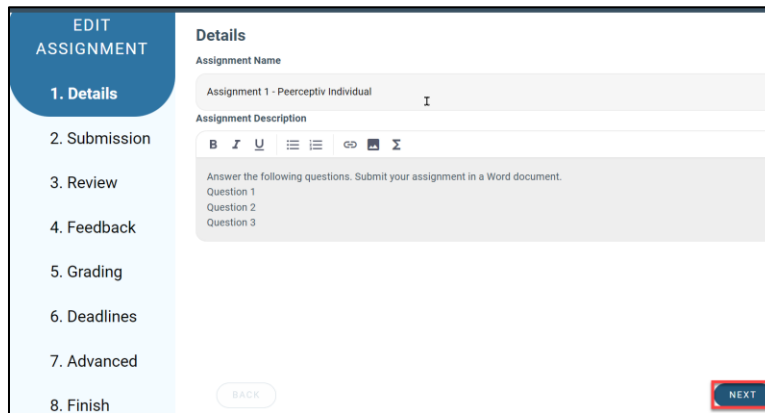 EDIT
ASSIGNMENT
1. Details
2. Submission
3. Review
4. Feedback
5. Grading
6. Deadlines
7. Advanced
8. Finish
Details
Assignment Name
Assignment 1 - Peerceptiv Individual
Assignment Description
B I U Σ
Answer the following questions. Submit your assignment in a Word document.
Question 1
Question 2
Question 3
BACK
NEXT